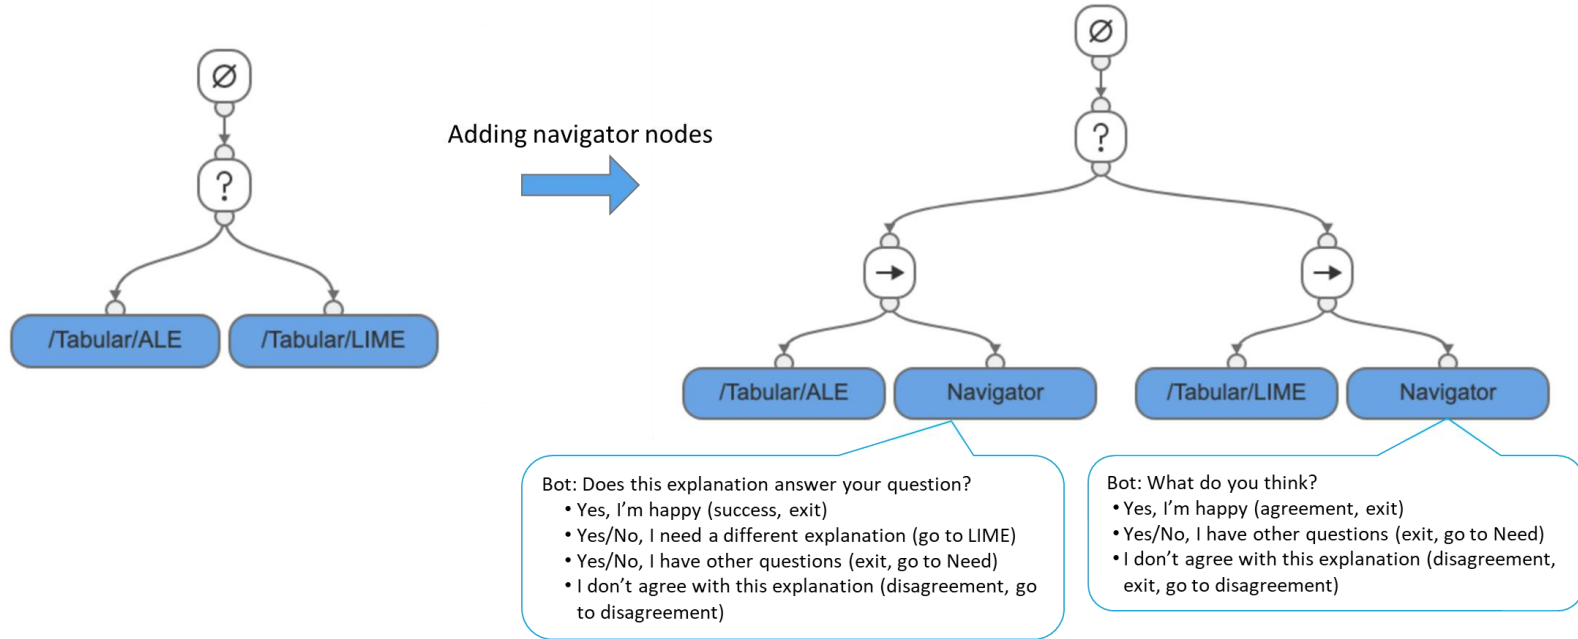 Ø
?
/Tabular/ALE
/Tabular/LIME
Adding navigator nodes
Ø
?
→
→
/Tabular/ALE
Navigator
/Tabular/LIME
Navigator
Bot: Does this explanation answer your question?
• Yes, I’m happy (success, exit)
• Yes/No, I need a different explanation (go to LIME)
• Yes/No, I have other questions (exit, go to Need)
• I don’t agree with this explanation (disagreement, go
to disagreement)
Bot: What do you think?
• Yes, I’m happy (agreement, exit)
• Yes/No, I have other questions (exit, go to Need)
• I don’t agree with this explanation (disagreement,
exit, go to disagreement)